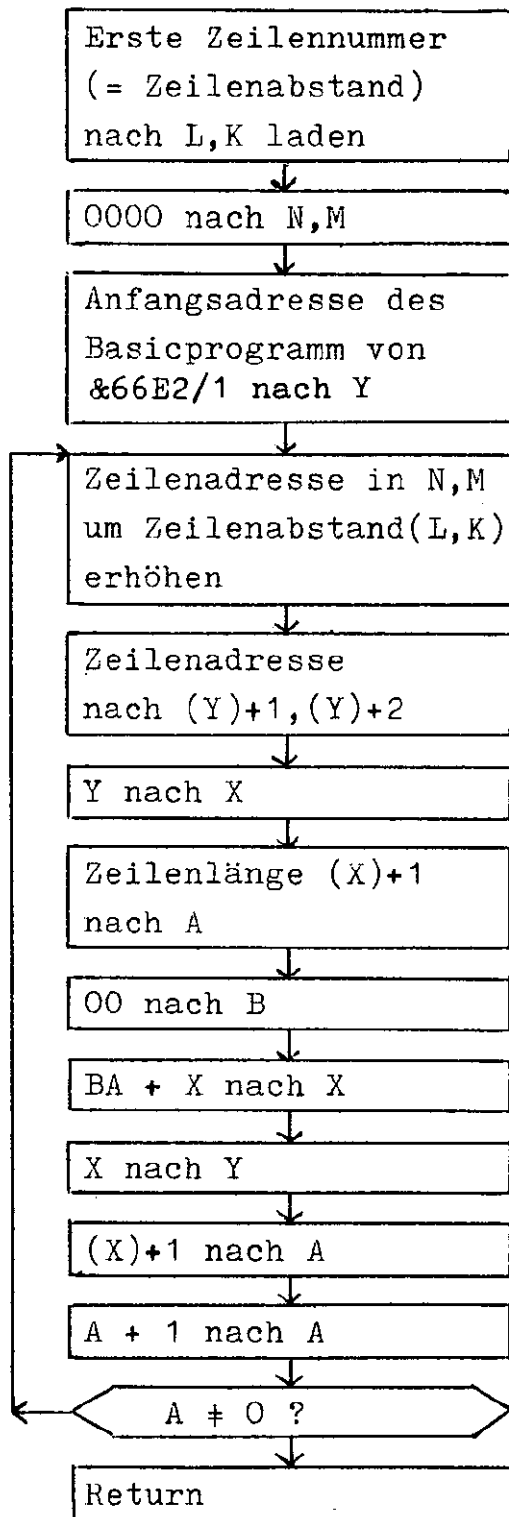 Erste Zeilennummer
(= Zeilenabstand)
nach L,K laden
0000 nach N,M
Anfangsadresse des
Basicprogramm von
&66E2/1 nach Y
Zeilenadresse in N,M
um Zeilenabstand(L,K)
erhöhen
Zeilenadresse
nach (Y)+1,(Y)+2
Y nach X
Zeilenlänge (X)+1
nach A
00 nach B
BA + X nach X
X nach Y
(X)+1 nach A
A + 1 nach A
A ≠ 0 ?
Return